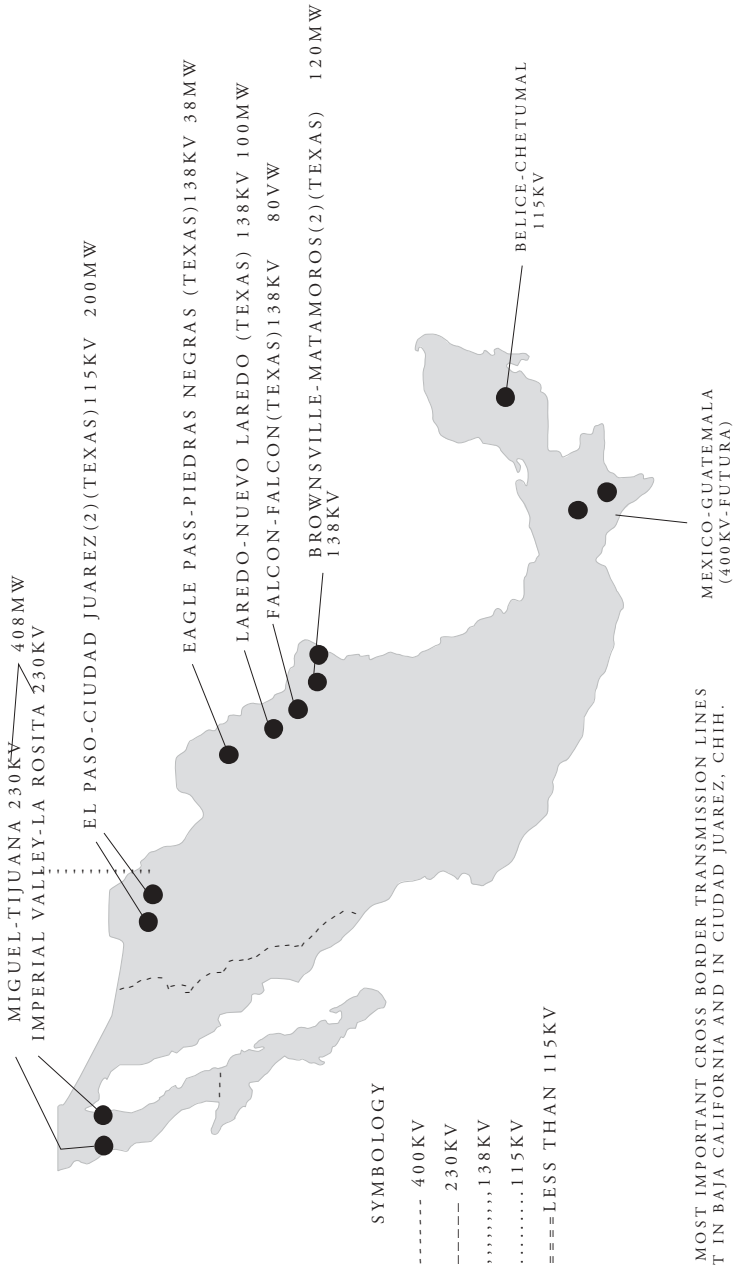 MIGUEL-TIJUANA 230KV
408MW
IMPERIAL VALLEY-LA ROSITA 230KV
EL PASO-CIUDAD JUAREZ(2)(TEXAS)115KV 200MW
EAGLE PASS-PIEDRAS NEGRAS (TEXAS)138KV 38MW
LAREDO-NUEVO LAREDO (TEXAS) 138KV 100MW
FALCON-FALCON(TEXAS)138KV 80VW
BROWNSVILLE-MATAMOROS(2)(TEXAS) 120MW
138KV
BELICE-CHETUMAL
115KV
MEXICO-GUATEMALA
(400KV-FUTURA)
SYMBOLOGY
----- 400KV
_____ 230KV
,,,,,,,,,138KV
.........115KV
====LESS THAN 115KV
MOST IMPORTANT CROSS BORDER TRANSMISSION LINES
T IN BAJA CALIFORNIA AND IN CIUDAD JUAREZ, CHIH.